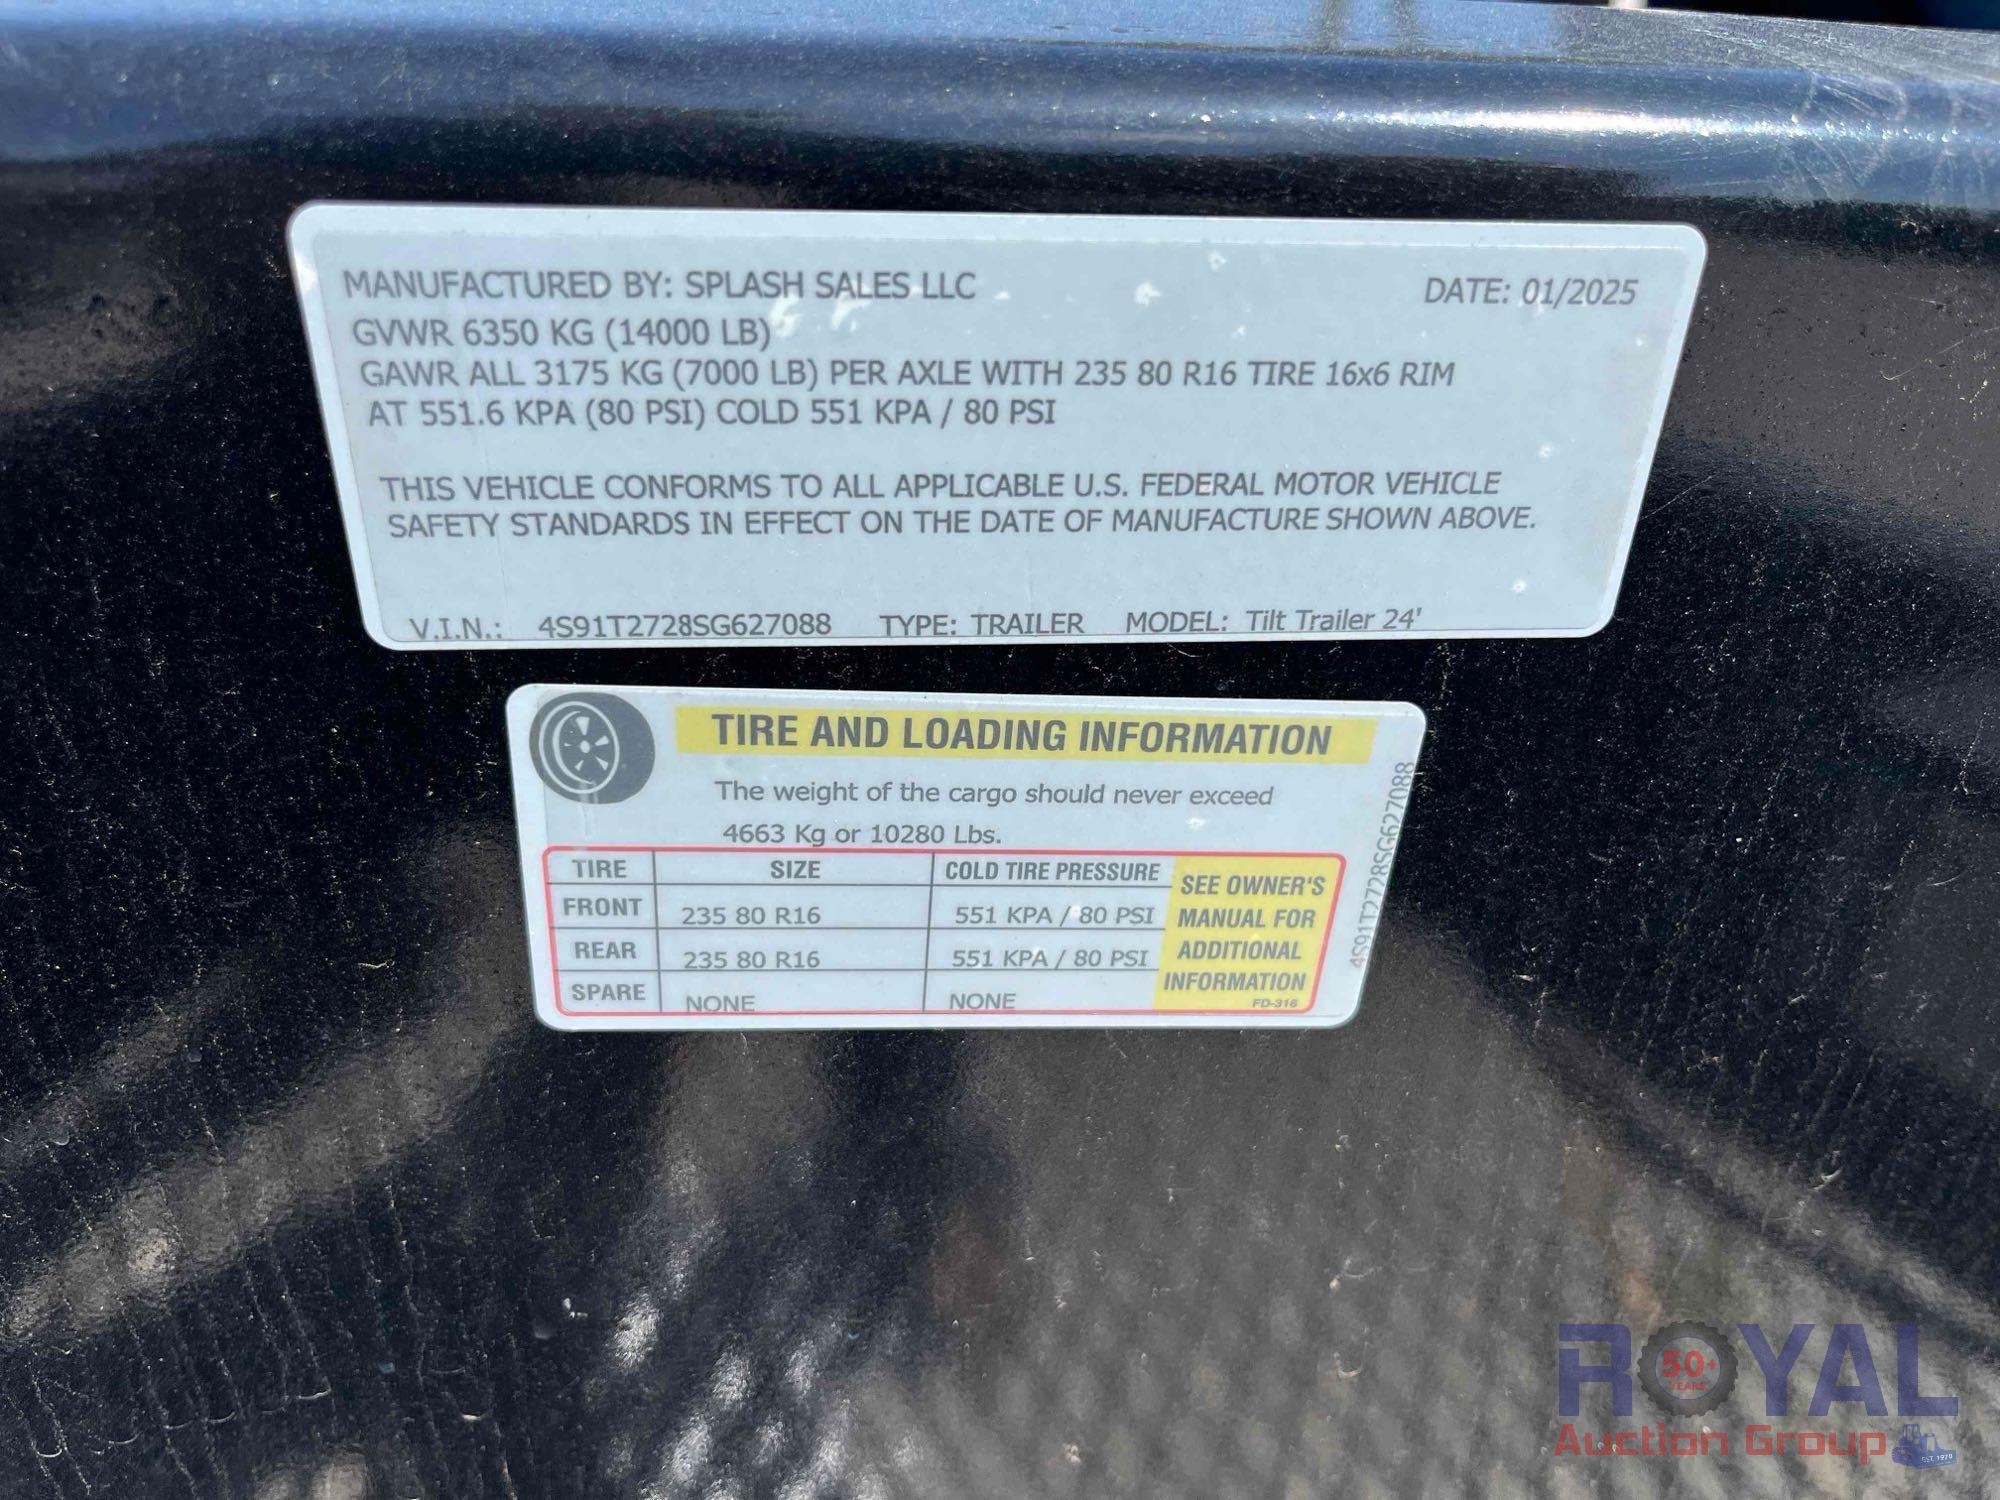 MANUFACTURED BY: SPLASH SALES LLC DATE: 01/2025
GVWR 6350 KG (14000 LB)
GAWR ALL 3175 KG (7000 LB) PER AXLE WITH 235 80 R16 TIRE 16x6 RIM
AT 551.6 KPA (80 PSI) COLD 551 KPA / 80 PSI
THIS VEHICLE CONFORMS TO ALL APPLICABLE U.S. FEDERAL MOTOR VEHICLE
SAFETY STANDARDS IN EFFECT ON THE DATE OF MANUFACTURE SHOWN ABOVE.
V.I.N.: 4S91T2728SG627088 TYPE: TRAILER MODEL: Tilt Trailer 24'
TIRE AND LOADING INFORMATION
The weight of the cargo should never exceed
4663 Kg or 10280 Lbs.
TIRE SIZE COLD TIRE PRESSURE
FRONT 235 80 R16 551 KPA / 80 PSI
REAR 235 80 R16 551 KPA / 80 PSI
SPARE NONE NONE
SEE OWNER'S
MANUAL FOR
ADDITIONAL
INFORMATION
FD-316
4S91T2728SG627088
ROYAL
50+
YEARS
Auction Group
EST. 1970